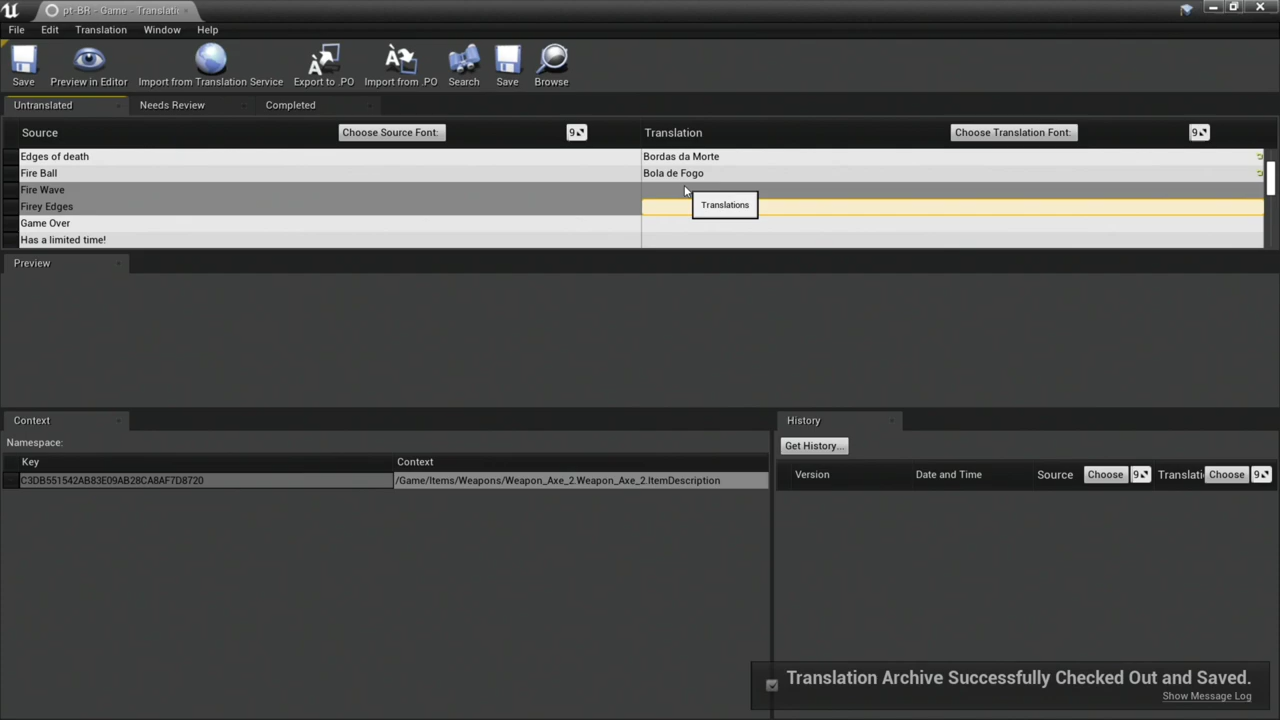 pt-BR - Game - Translati
File Edit Translation Window Help
Save Preview in Editor Import from Translation Service Export to .PO Import from .PO Search Save Browse
Untranslated Needs Review Completed
Source Choose Source Font: 9 Translation Choose Translation Font: 9
Edges of death Bordas da Morte
Fire Ball Bola de Fogo
Fire Wave
Translations
Firey Edges
Game Over
Has a limited time!
Preview
Context
Namespace:
Key Context
C3DB551542AB83E09AB28CA8AF7D8720 /Game/Items/Weapons/Weapon_Axe_2.Weapon_Axe_2.ItemDescription
History
Get History...
Version Date and Time Source Choose 9 Translati Choose 9
Translation Archive Successfully Checked Out and Saved.
Show Message Log